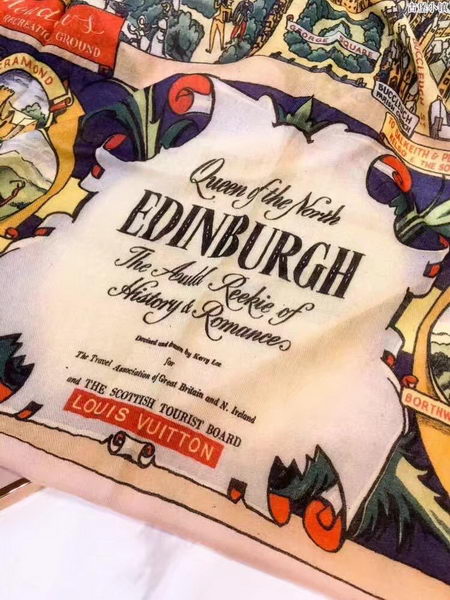 RECREATIC GROUND
GEORGE SQUARE
BUCCLEUCH
CRAMOND
Queen of the North
EDINBURGH
The Auld Reekie of
History & Romance
Devised and Drawn by Kerry Lee
for
The Travel Association of Great Britain and N. Ireland
and THE SCOTTISH TOURIST BOARD
LOUIS VUITTON
BORTHW